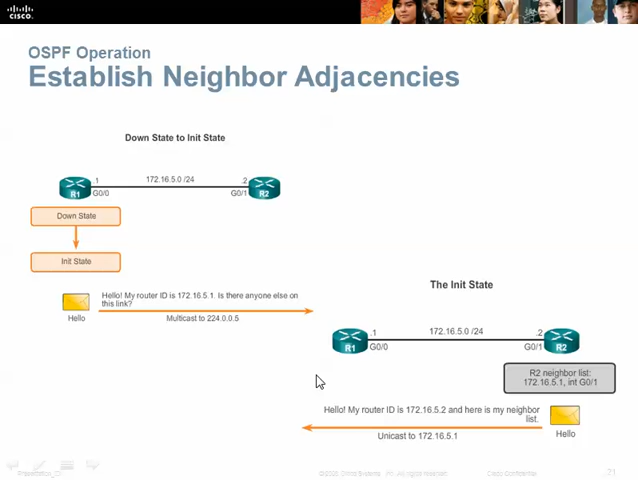 CISCO.
OSPF Operation
Establish Neighbor Adjacencies
Down State to Init State
.1
172.16.5.0 /24
.2
R1
G0/0
G0/1
R2
Down State
Init State
Hello! My router ID is 172.16.5.1. Is there anyone else on
this link?
Hello
Multicast to 224.0.0.5
The Init State
.1
172.16.5.0 /24
.2
R1
G0/0
G0/1
R2
R2 neighbor list:
172.16.5.1, int G0/1
Hello! My router ID is 172.16.5.2 and here is my neighbor
list.
Unicast to 172.16.5.1
Hello
Presentation_ID
Cisco Confidential
21